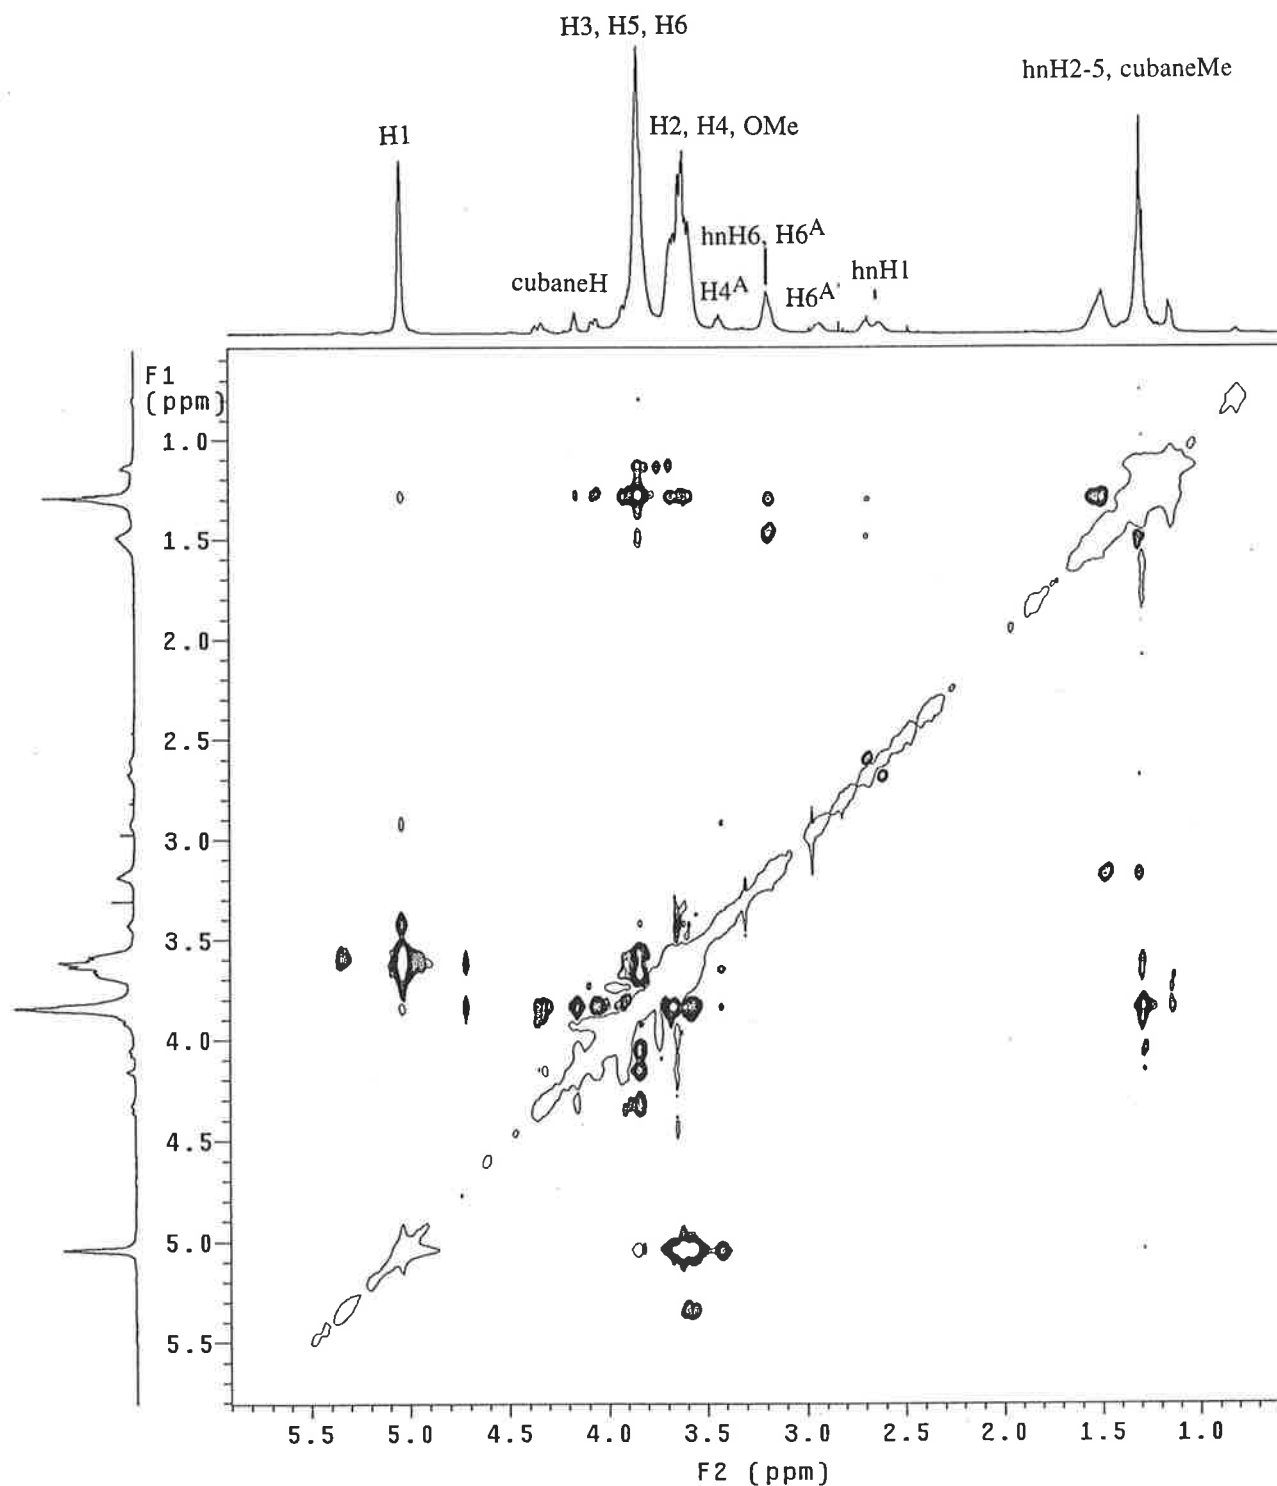 H3, H5, H6
hnH2-5, cubaneMe
H1
H2, H4, OMe
hnH6, H6A
cubaneH
H4A
H6A'
hnH1
F1
(ppm)
1.0
1.5
2.0
2.5
3.0
3.5
4.0
4.5
5.0
5.5
5.5 5.0 4.5 4.0 3.5 3.0 2.5 2.0 1.5 1.0
F2 (ppm)